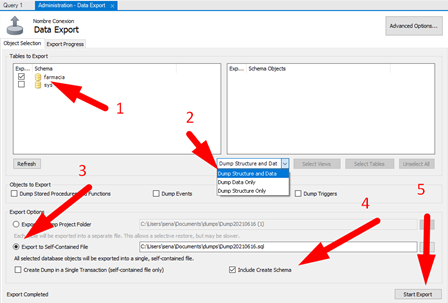 Query 1
Administration - Data Export
Nonbre Conexion
Data Export
Advanced Options...
Object Selection
Export Progress
Tables to Export
Exp... Schema
Exp... Schema Objects
farmacia
sys
1
2
Refresh
Dump Structure and Dat
Select Views
Select Tables
Unselect All
Dump Structure and Data
Dump Data Only
Dump Structure Only
3
Objects to Export
Dump Stored Procedures and Functions
Dump Events
Dump Triggers
4
5
Export Options
Project Folder
C:\Users\sena\Documents\dumps\Dump20210616 (1)
will be exported into a separate file. This allows a selective restore, but may be slower.
Export to Self-Contained File
C:\Users\sena\Documents\dumps\Dump20210616.sql
All selected database objects will be exported into a single, self-contained file.
Create Dump in a Single Transaction (self-contained file only)
Include Create Schema
Export Completed
Start Export